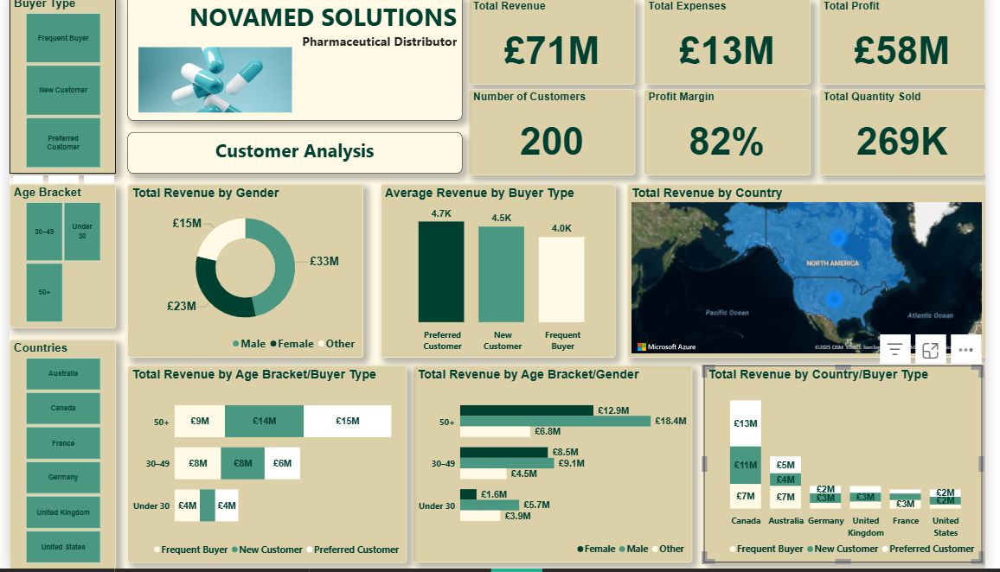 Buyer Type
Frequent Buyer
New Customer
Preferred
Customer
NOVAMED SOLUTIONS
Pharmaceutical Distributor
Customer Analysis
Total Revenue
£71M
Total Expenses
£13M
Total Profit
£58M
Number of Customers
200
Profit Margin
82%
Total Quantity Sold
269K
Age Bracket
30–49
Under
30
50+
Countries
Australia
Canada
France
Germany
United Kingdom
United States
Total Revenue by Gender
£15M
£33M
£23M
Male Female Other
Average Revenue by Buyer Type
4.7K
4.5K
4.0K
Preferred
Customer
New
Customer
Frequent
Buyer
Total Revenue by Country
NORTH AMERICA
Pacific Ocean
Atlantic Ocean
Microsoft Azure
©2025 OSM ©2025 TomTom
Total Revenue by Age Bracket/Buyer Type
50+ £9M £14M £15M
30–49 £8M £8M £6M
Under 30 £4M £4M
Frequent Buyer New Customer Preferred Customer
Total Revenue by Age Bracket/Gender
£12.9M
50+ £18.4M
£6.8M
£8.5M
30–49 £9.1M
£4.5M
£1.6M
Under 30 £5.7M
£3.9M
Female Male Other
Total Revenue by Country/Buyer Type
£13M
£11M
£7M
£5M
£4M
£7M
£2M
£3M
£3M
£3M
£2M
£2M
Canada Australia Germany United
Kingdom
France United
States
Frequent Buyer New Customer Preferred Customer